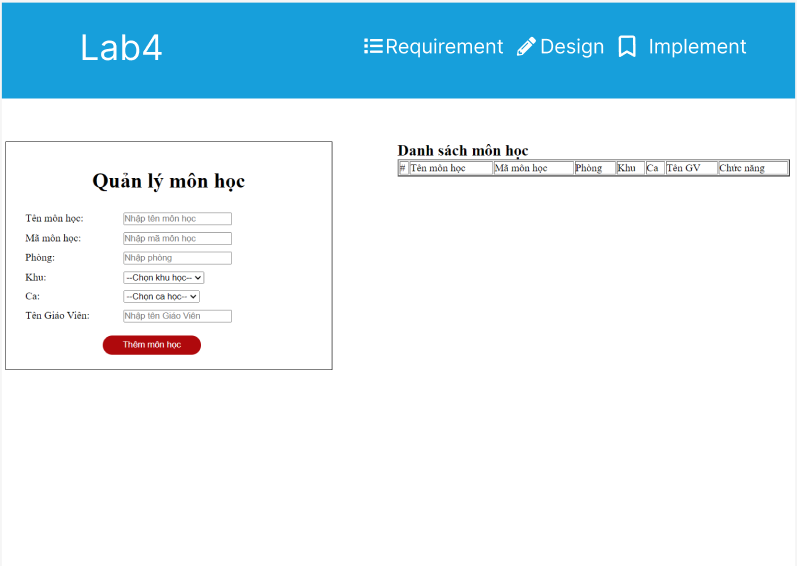 Lab4
Requirement Design Implement
Quản lý môn học
Tên môn học: Nhập tên môn học
Mã môn học: Nhập mã môn học
Phòng: Nhập phòng
Khu: --Chọn khu học--
Ca: --Chọn ca học--
Tên Giáo Viên: Nhập tên Giáo Viên
Thêm môn học
Danh sách môn học
# Tên môn học Mã môn học Phòng Khu Ca Tên GV Chức năng